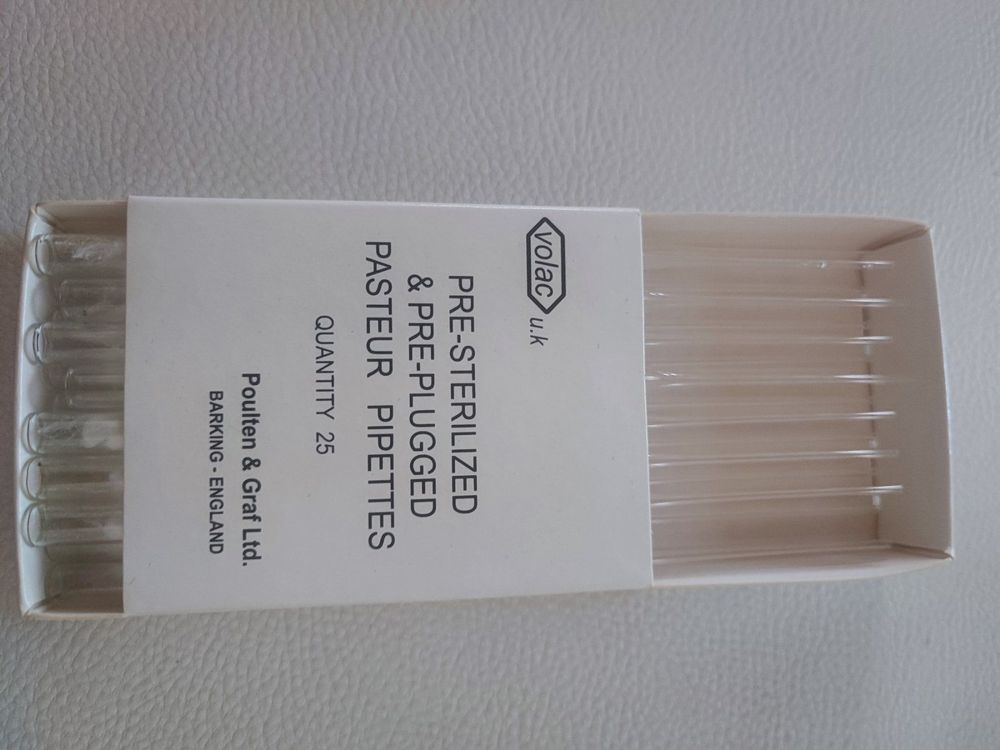 volac u.k
PRE-STERILIZED
& PRE-PLUGGED
PASTEUR PIPETTES
QUANTITY 25
Poulten & Graf Ltd.
BARKING - ENGLAND